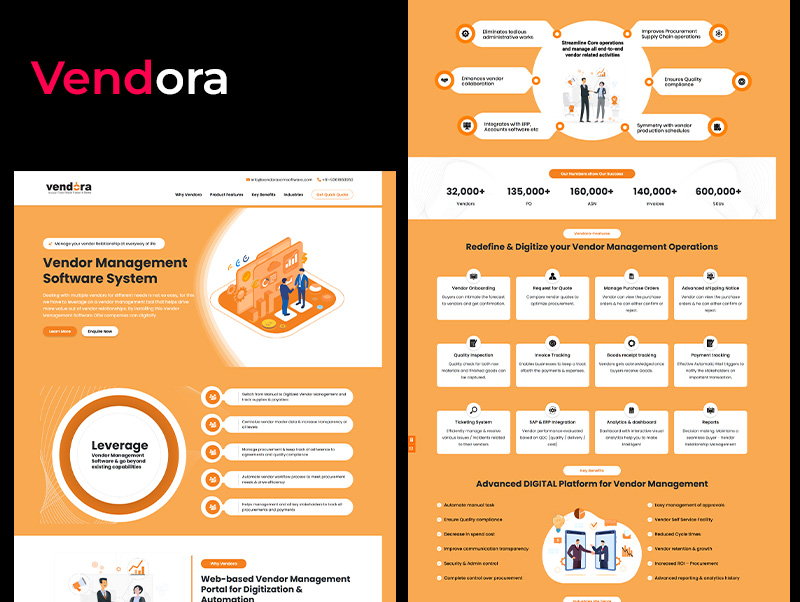 Vendora
vendora
Why Vendora Product Features Key Benefits Industries Get Quick Quote
Manage your vendor Relationship at everyway of life
Vendor Management
Software System
Dealing with multiple vendors for different needs is not so easy, for this
we have to leverage on a vendor management tool that helps drive
more value out of vendor relationships. By installing this Vendor
Management Software Offline companies can digitally
Learn More Enquire Now
Leverage
Vendor Management
Software & go beyond
existing capabilities
Switch from Manual to Digitized Vendor Management and
track supplies & payables
Centralize vendor master data & increase transparency at
all levels
Manage procurement & keep track of adherence to
agreements and quality compliance
Automate vendor workflow process to meet procurement
needs & drive efficiency
Helps management and all key stakeholders to track all
procurements and payments
Why Vendora
Web-based Vendor Management
Portal for Digitization &
Automation
Streamline Core operations
and manage all end-to-end
vendor related activities
Eliminates tedious
administrative works
Enhances vendor
collaboration
Integrates with ERP,
Accounts software etc
Improves Procurement
Supply Chain operations
Ensures Quality
compliance
Symmetry with vendor
production schedules
Our Numbers show Our Success
32,000+ 135,000+ 160,000+ 140,000+ 600,000+
Vendors PO ASN Invoices SKUs
Vendora Features
Redefine & Digitize your Vendor Management Operations
Vendor Onboarding
Buyers can intimate the forecast
to vendors and get confirmation.
Request for Quote
Compare vendor quotes to
optimize procurement.
Manage Purchase Orders
Vendor can view the purchase
orders & he can either confirm or
reject.
Advanced shipping Notice
Vendor can view the purchase
orders & he can either confirm or
reject.
Quality Inspection
Quality check for both raw
materials and finished goods can
be captured.
Invoice Tracking
Enables businesses to keep a track
of both the payments & expenses.
Goods receipt tracking
Vendors gets acknowledged once
buyers receive Goods.
Payment tracking
Effective Automatic Mail triggers to
notify the stakeholders on
important transaction.
Ticketing System
Efficiently manage & resolve
various issues / incidents related
to their vendors
SAP & ERP Integration
Vendor performance evaluated
based on QDC (quality / delivery /
cost)
Analytics & dashboard
Dashboard with interactive visual
analytics help you to make
intelligent
Reports
Decision making Maintains a
seamless Buyer - Vendor
Relationship Management
Key Benefits
Advanced DIGITAL Platform for Vendor Management
Automate manual task
Ensure Quality compliance
Decrease in spend cost
Improve communication transparency
Security & Admin control
Complete control over procurement
Easy management of approvals
Vendor Self Service facility
Reduced Cycle times
Vendor retention & growth
Increased ROI - Procurement
Advanced reporting & analytics history